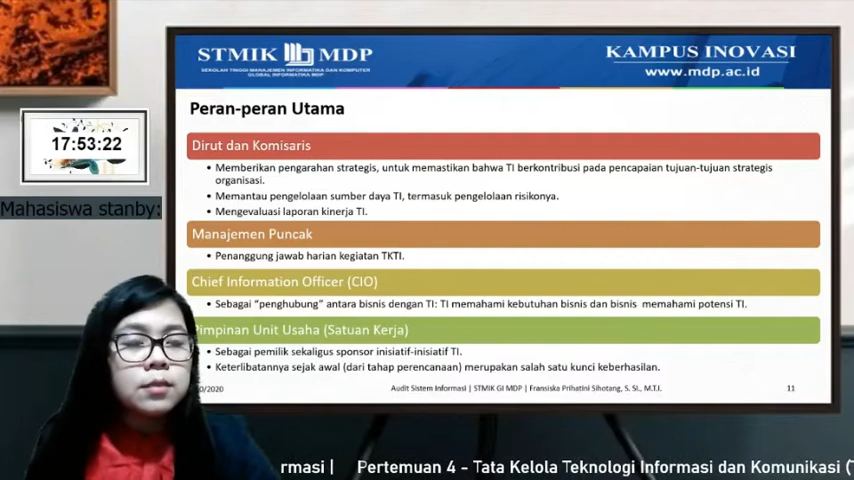 STMIK MDP
SEKOLAH TINGGI MANAJEMEN INFORMATIKA DAN KOMPUTER
GLOBAL INFORMATIKA MDP
KAMPUS INOVASI
www.mdp.ac.id
Peran-peran Utama
17:53:22
Mahasiswa stanby:
Dirut dan Komisaris
• Memberikan pengarahan strategis, untuk memastikan bahwa TI berkontribusi pada pencapaian tujuan-tujuan strategis
organisasi.
• Memantau pengelolaan sumber daya TI, termasuk pengelolaan risikonya.
• Mengevaluasi laporan kinerja TI.
Manajemen Puncak
• Penanggung jawab harian kegiatan TKTI.
Chief Information Officer (CIO)
• Sebagai “penghubung” antara bisnis dengan TI: TI memahami kebutuhan bisnis dan bisnis memahami potensi TI.
Pimpinan Unit Usaha (Satuan Kerja)
• Sebagai pemilik sekaligus sponsor inisiatif-inisiatif TI.
• Keterlibatannya sejak awal (dari tahap perencanaan) merupakan salah satu kunci keberhasilan.
0/2020
Audit Sistem Informasi | STMIK GI MDP | Fransiska Prihatini Sihotang, S. SI., M.T.I.
11
rmasi | Pertemuan 4 - Tata Kelola Teknologi Informasi dan Komunikasi (T